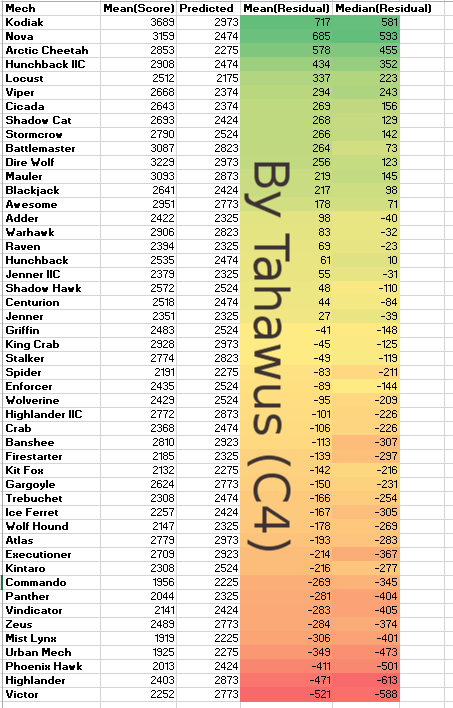 Mech Mean(Score) Predicted Mean(Residual) Median(Residual)
Kodiak 3689 2973 717 581
Nova 3159 2474 685 593
Arctic Cheetah 2853 2275 578 455
Hunchback IIC 2908 2474 434 352
Locust 2512 2175 337 223
Viper 2668 2374 294 243
Cicada 2643 2374 269 156
Shadow Cat 2693 2424 268 129
Stormcrow 2790 2524 266 142
Battlemaster 3087 2823 264 73
Dire Wolf 3229 2973 256 123
Mauler 3093 2873 219 145
Blackjack 2641 2424 217 98
Awesome 2951 2773 178 71
Adder 2422 2325 98 -40
Warhawk 2906 2823 83 -32
Raven 2394 2325 69 -23
Hunchback 2535 2474 61 10
Jenner IIC 2379 2325 55 -31
Shadow Hawk 2572 2524 48 -110
Centurion 2518 2474 44 -84
Jenner 2351 2325 27 -39
Griffin 2483 2524 -41 -148
King Crab 2928 2973 -45 -125
Stalker 2774 2823 -49 -119
Spider 2191 2275 -83 -211
Enforcer 2435 2524 -89 -144
Wolverine 2429 2524 -95 -209
Highlander IIC 2772 2873 -101 -226
Crab 2368 2474 -106 -226
Banshee 2810 2923 -113 -307
Firestarter 2185 2325 -139 -297
Kit Fox 2132 2275 -142 -216
Gargoyle 2624 2773 -150 -231
Trebuchet 2308 2474 -166 -254
Ice Ferret 2257 2424 -167 -305
Wolf Hound 2147 2325 -178 -269
Atlas 2779 2973 -193 -283
Executioner 2709 2923 -214 -367
Kintaro 2308 2524 -216 -277
Commando 1956 2225 -269 -345
Panther 2044 2325 -281 -404
Vindicator 2141 2424 -283 -405
Zeus 2489 2773 -284 -374
Mist Lynx 1919 2225 -306 -401
Urban Mech 1925 2275 -349 -473
Phoenix Hawk 2013 2424 -411 -501
Highlander 2403 2873 -471 -613
Victor 2252 2773 -521 -588
By Tahawus (C4)